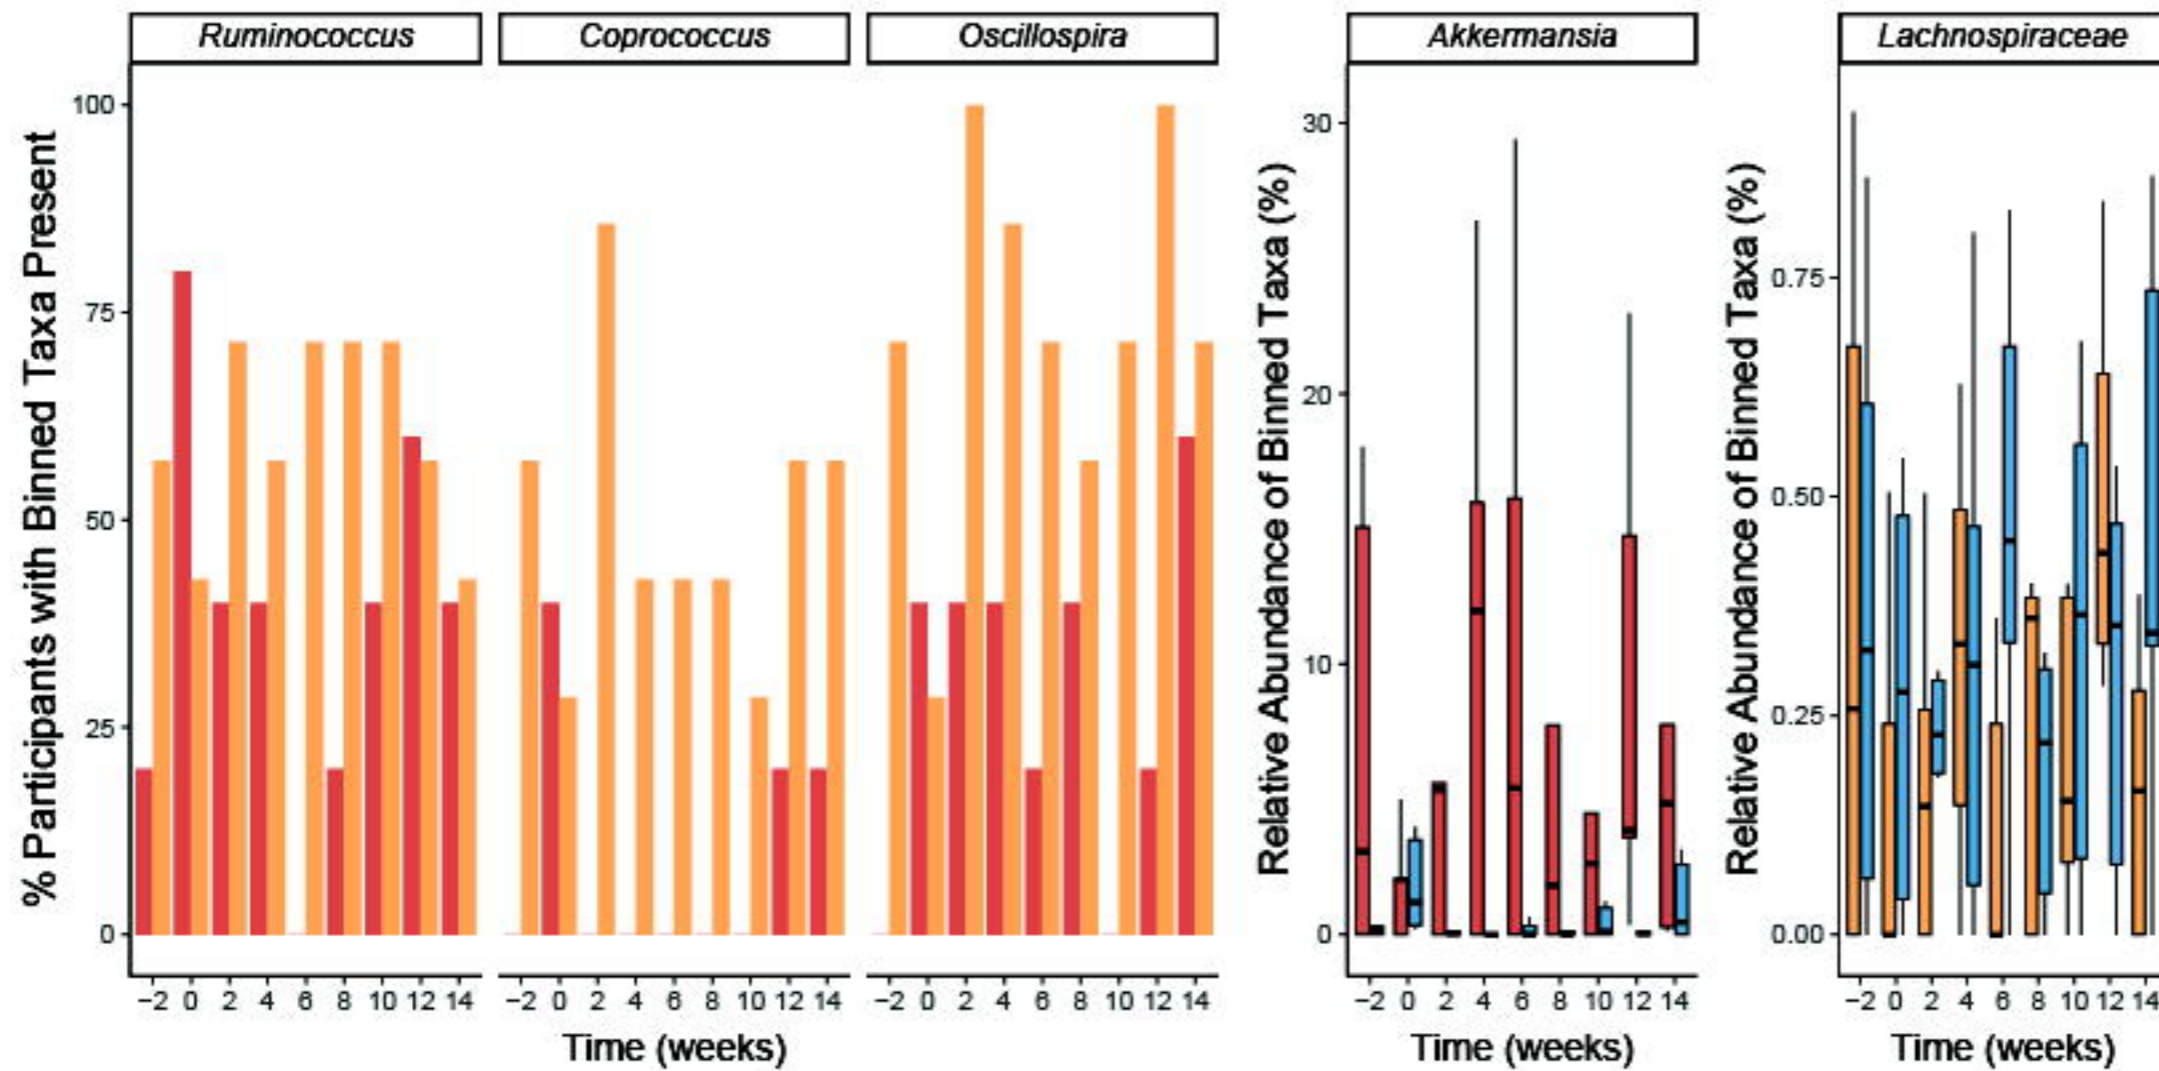 Ruminococcus
Coprococcus
Oscillospira
Akkermansia
Lachnospiraceae
% Participants with Binned Taxa Present
100
75
50
25
0
−2 0 2 4 6 8 10 12 14
−2 0 2 4 6 8 10 12 14
−2 0 2 4 6 8 10 12 14
Time (weeks)
Relative Abundance of Binned Taxa (%)
30
20
10
0
−2 0 2 4 6 8 10 12 14
Time (weeks)
Relative Abundance of Binned Taxa (%)
0.75
0.50
0.25
0.00
−2 0 2 4 6 8 10 12 14
Time (weeks)